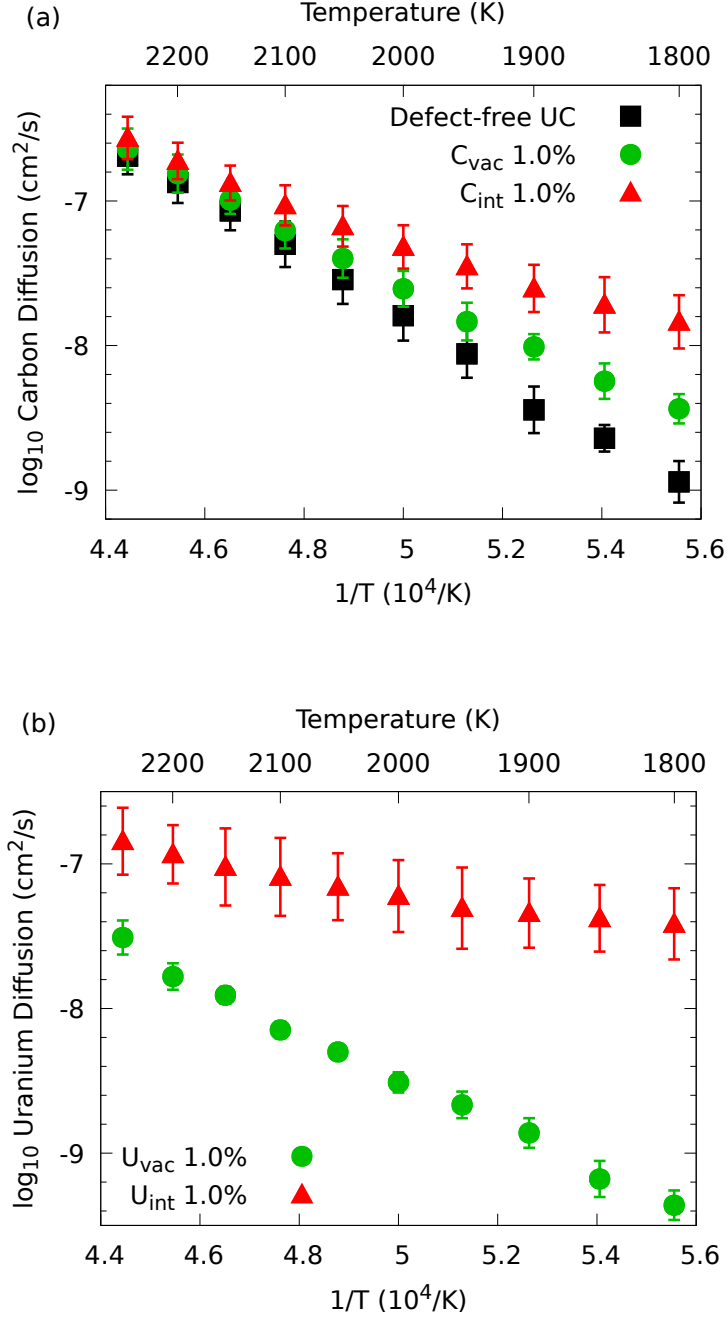 (a)
Temperature (K)
2200 2100 2000 1900 1800
Defect-free UC
C_vac 1.0%
C_int 1.0%
log₁₀ Carbon Diffusion (cm²/s)
-7
-8
-9
4.4 4.6 4.8 5 5.2 5.4 5.6
1/T (10⁴/K)
(b)
Temperature (K)
2200 2100 2000 1900 1800
log₁₀ Uranium Diffusion (cm²/s)
-7
-8
-9
U_vac 1.0%
U_int 1.0%
4.4 4.6 4.8 5 5.2 5.4 5.6
1/T (10⁴/K)